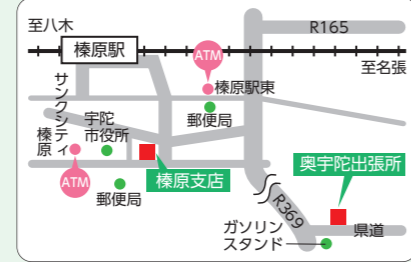 至八木
R165
榛原駅
ATM
至名張
榛原駅東
サンクシティ
榛原
宇陀
市役所
郵便局
ATM
郵便局
榛原支店
奥宇陀出張所
R369
ガソリン
スタンド
県道